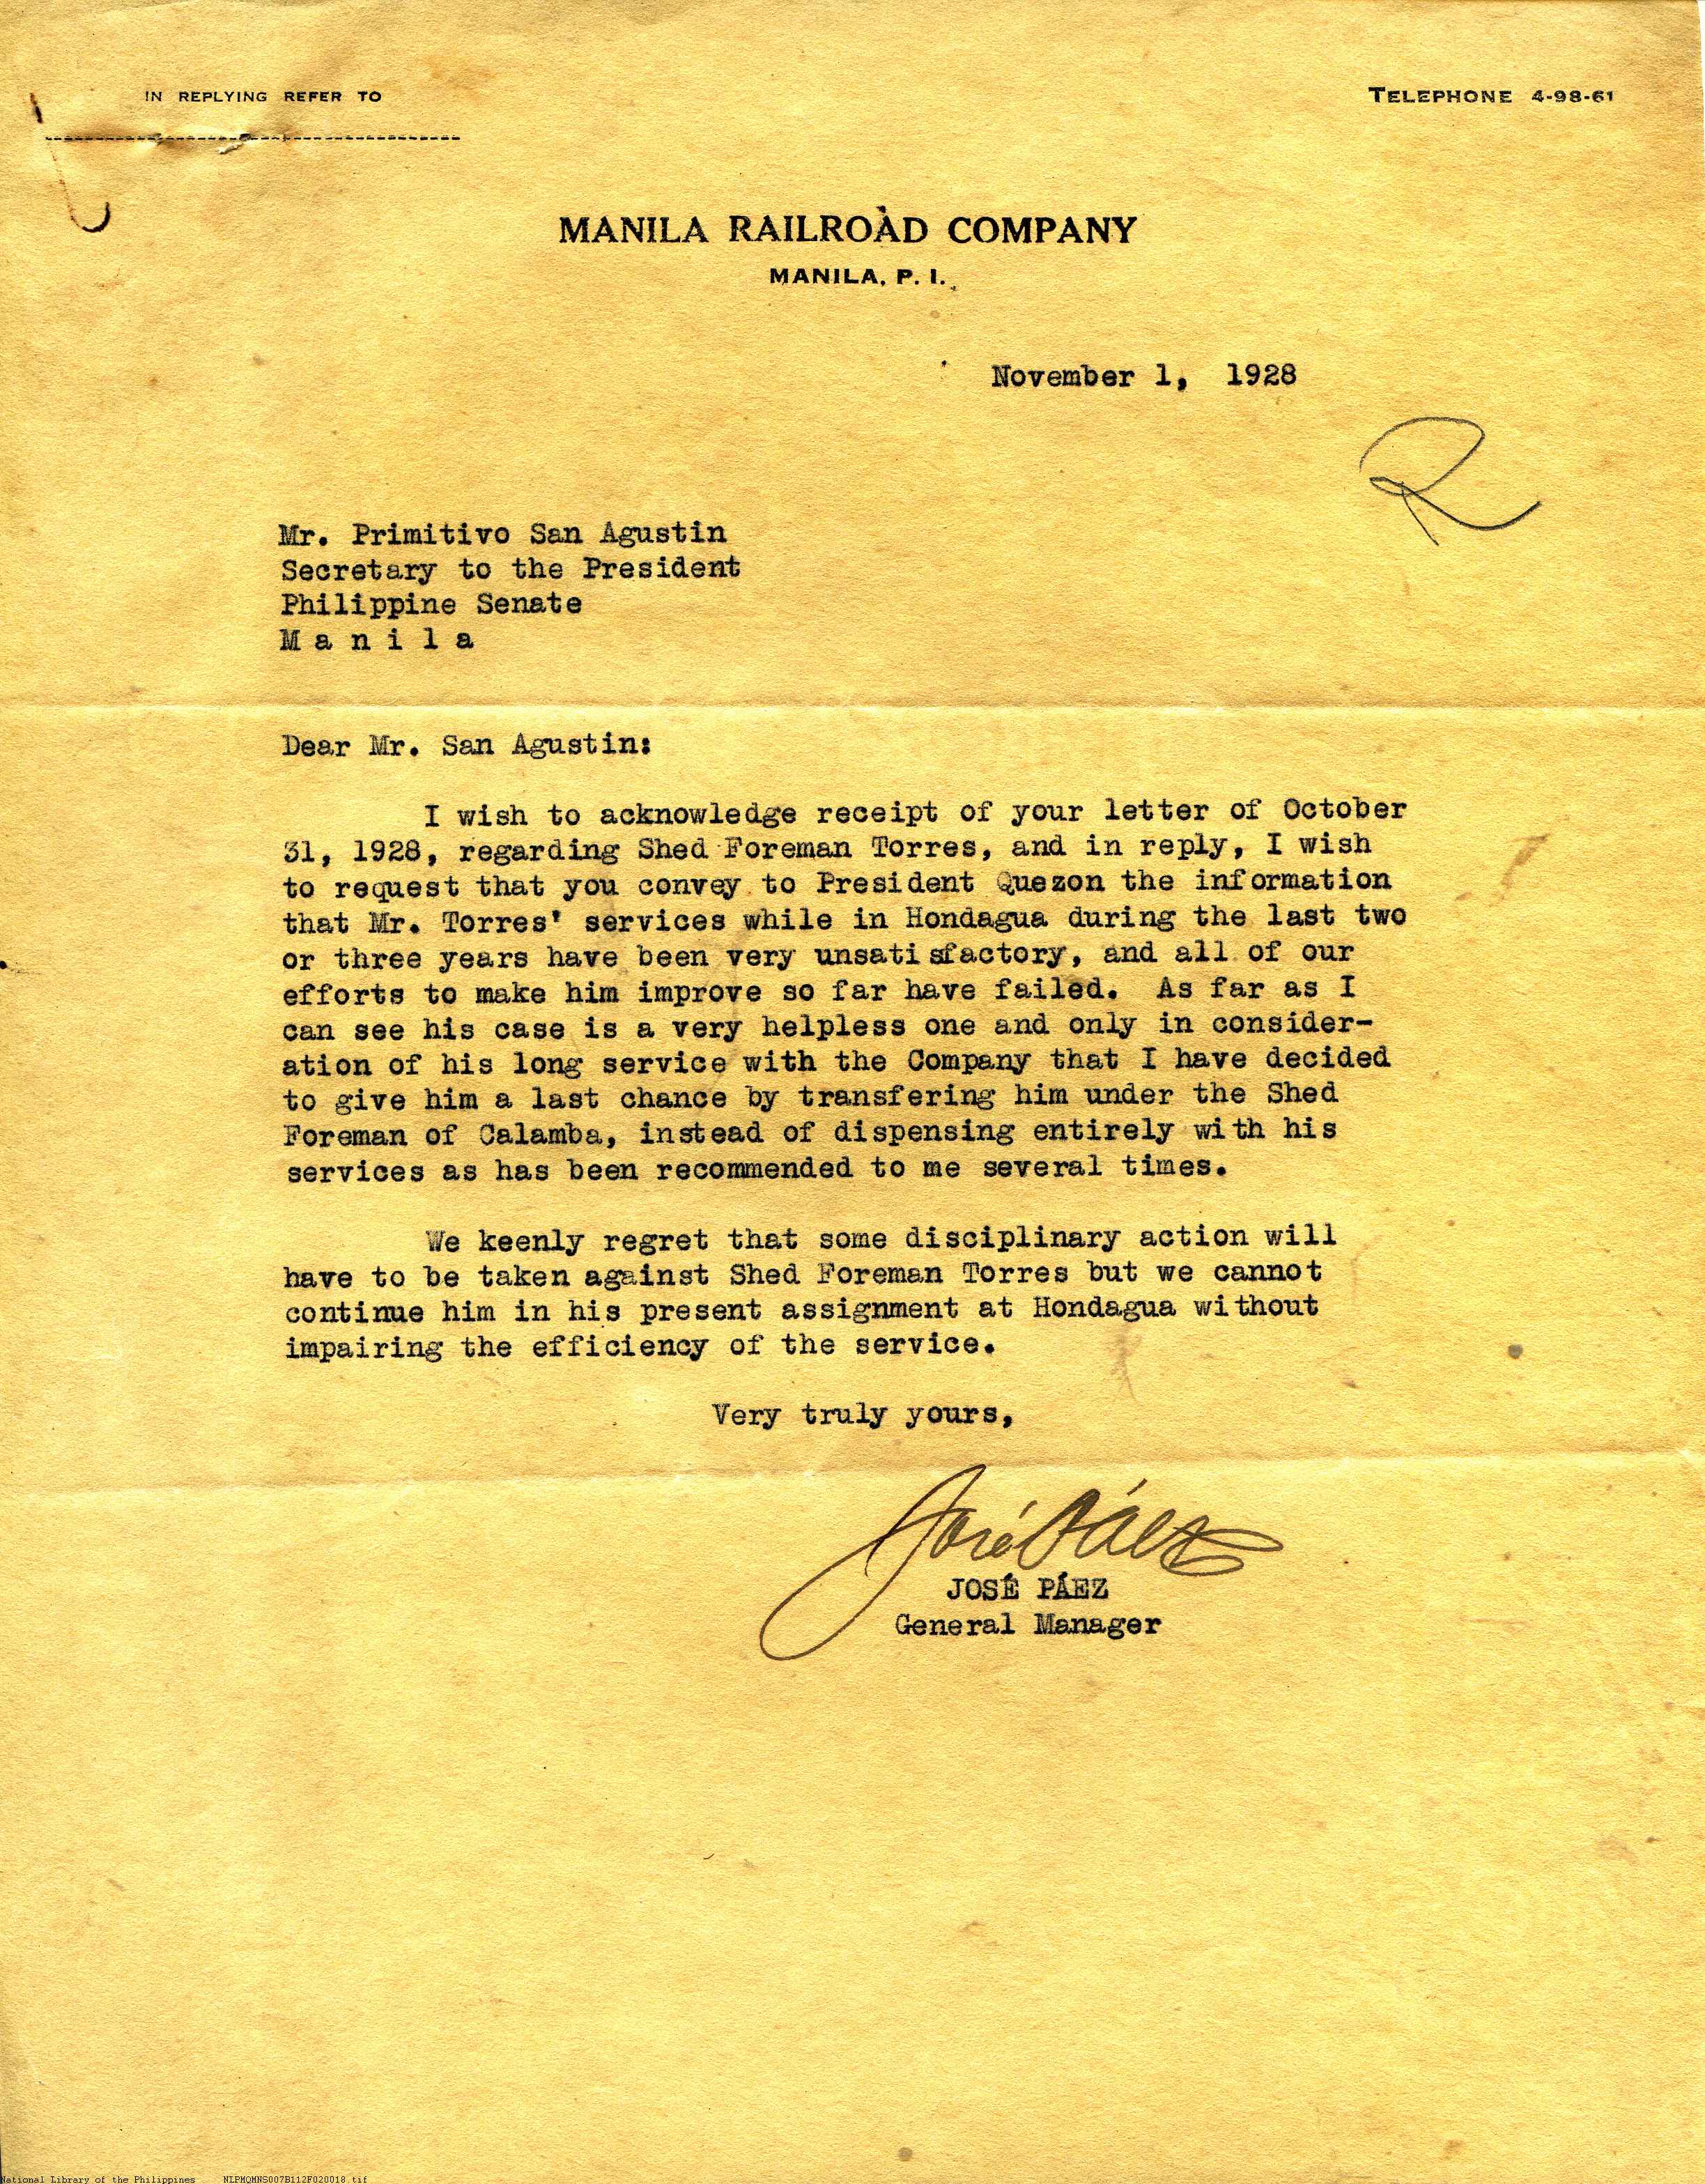 IN REPLYING REFER TO
TELEPHONE 4-98-61
MANILA RAILROAD COMPANY
MANILA, P. I.
November 1, 1928
R
Mr. Primitivo San Agustin
Secretary to the President
Philippine Senate
M a n i l a
Dear Mr. San Agustin:
I wish to acknowledge receipt of your letter of October
31, 1928, regarding Shed Foreman Torres, and in reply, I wish
to request that you convey to President Quezon the information
that Mr. Torres' services while in Hondagua during the last two
or three years have been very unsatisfactory, and all of our
efforts to make him improve so far have failed. As far as I
can see his case is a very helpless one and only in consider-
ation of his long service with the Company that I have decided
to give him a last chance by transfering him under the Shed
Foreman of Calamba, instead of dispensing entirely with his
services as has been recommended to me several times.
We keenly regret that some disciplinary action will
have to be taken against Shed Foreman Torres but we cannot
continue him in his present assignment at Hondagua without
impairing the efficiency of the service.
Very truly yours,
José Páez
JOSÉ PÁEZ
General Manager
National Library of the Philippines NLPMQMNS007B112F020018.tif